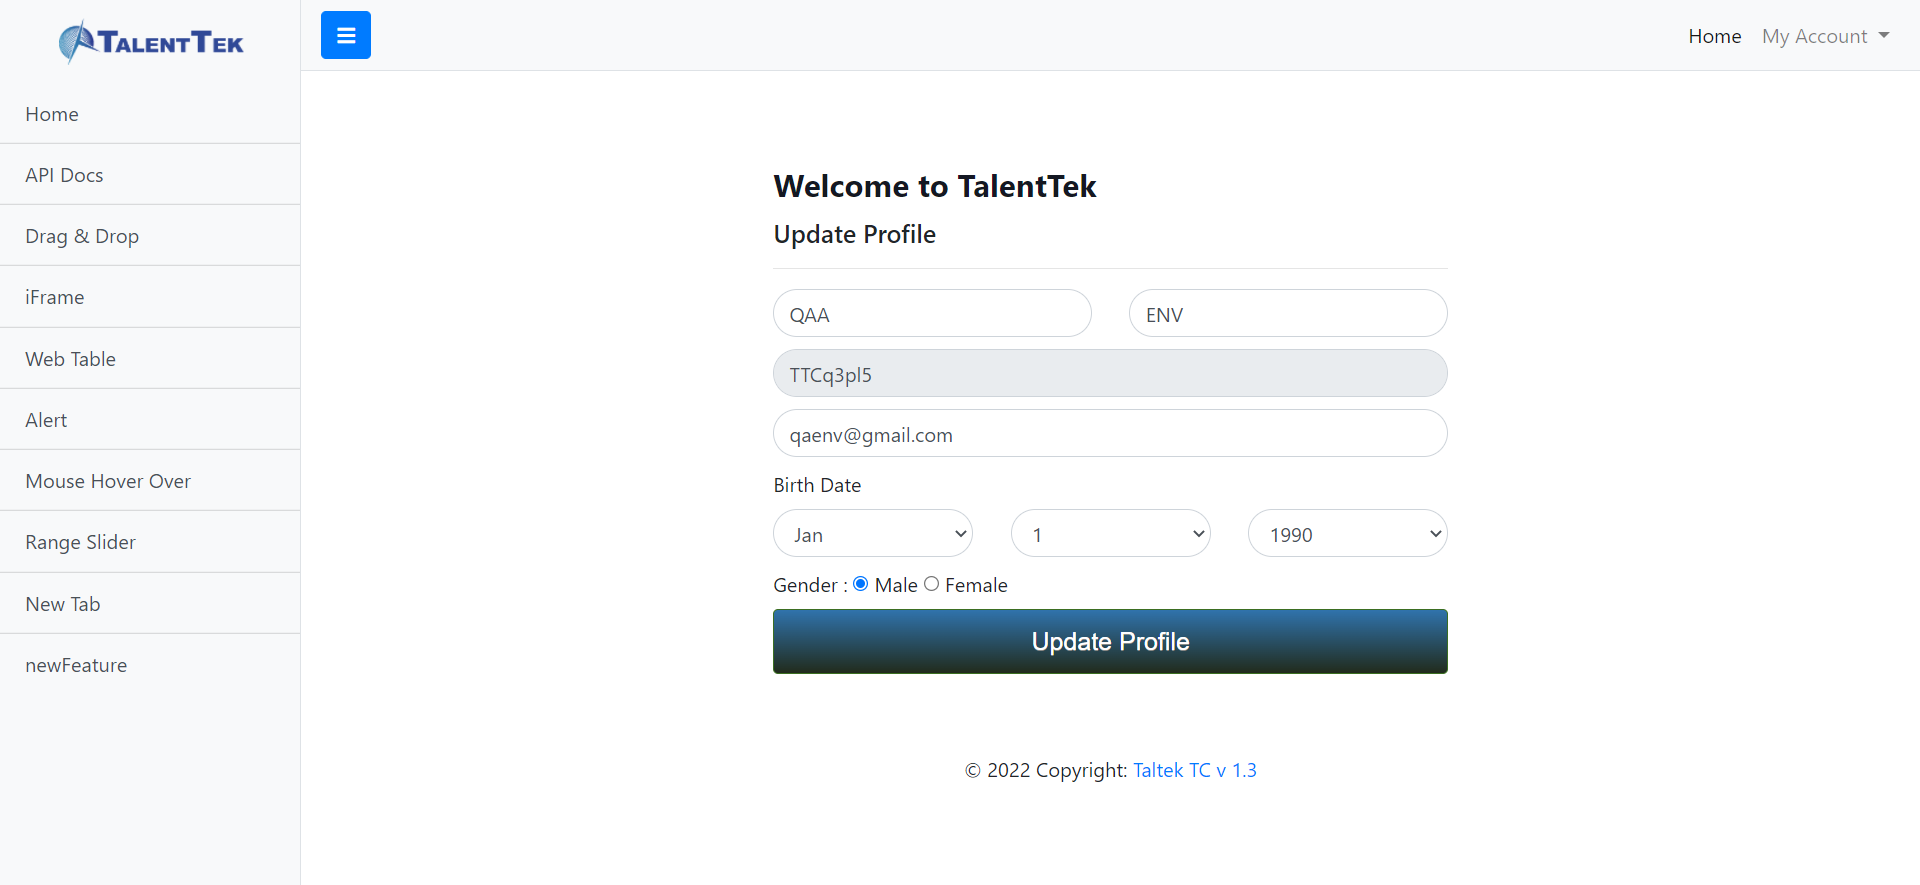 TALENTTEK
Home
API Docs
Drag & Drop
iFrame
Web Table
Alert
Mouse Hover Over
Range Slider
New Tab
newFeature
Home My Account
Welcome to TalentTek
Update Profile
QAA ENV
TTCq3pl5
qaenv@gmail.com
Birth Date
Jan 1 1990
Gender : Male Female
Update Profile
© 2022 Copyright: Taltek TC v 1.3